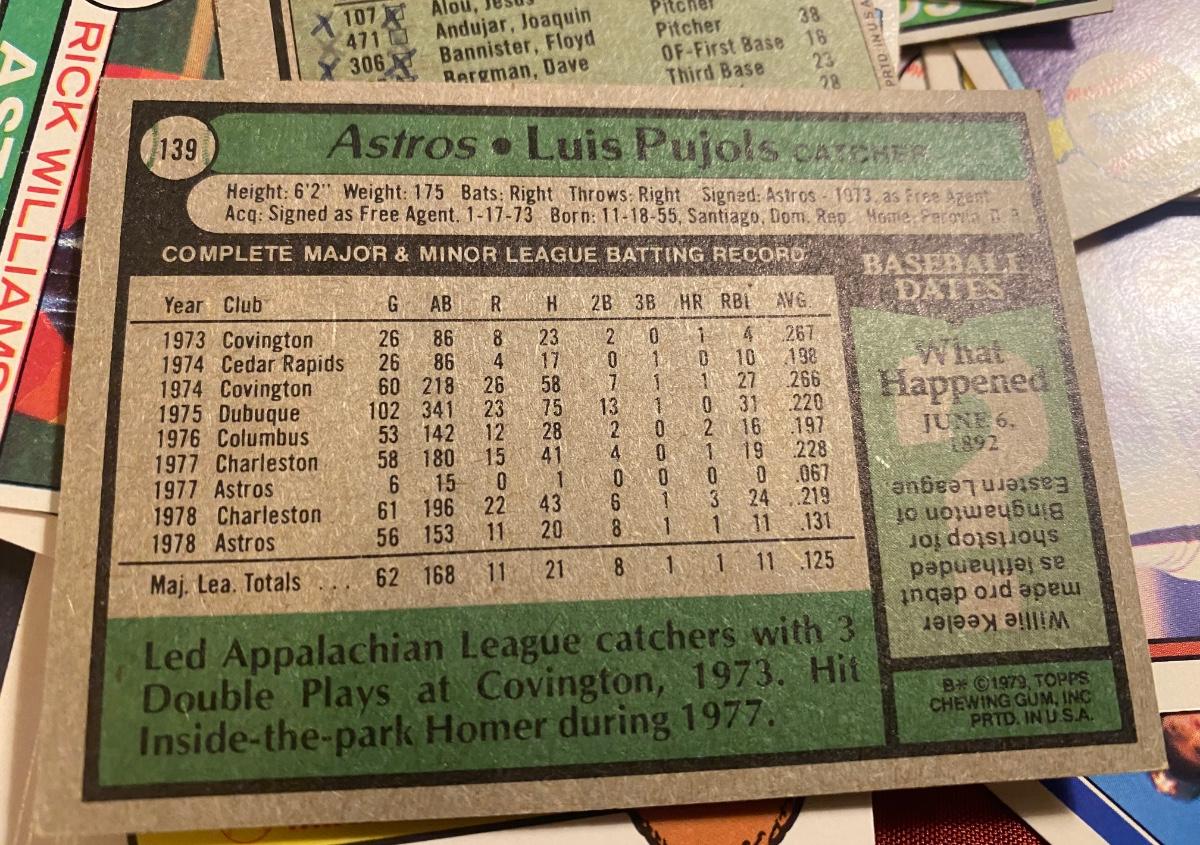 107 Alou, Jesus
471 Andujar, Joaquin Pitcher 38
306 Bannister, Floyd Pitcher 16
Bergman, Dave OF-First Base 23
Third Base 28
PRTD IN USA
RICK WILLIAMS
AST
139
Astros • Luis Pujols CATCHER
Height: 6'2" Weight: 175 Bats: Right Throws: Right Signed: Astros - 1973, as Free Agent
Acq: Signed as Free Agent, 1-17-73 Born: 11-18-55, Santiago, Dom. Rep. Home: D. R.
COMPLETE MAJOR & MINOR LEAGUE BATTING RECORD
Year Club G AB R H 2B 3B HR RBI AVG.
1973 Covington 26 86 8 23 2 0 1 4 .267
1974 Cedar Rapids 26 86 4 17 0 1 0 10 .198
1974 Covington 60 218 26 58 7 1 1 27 .266
1975 Dubuque 102 341 23 75 13 1 0 31 .220
1976 Columbus 53 142 12 28 2 0 2 16 .197
1977 Charleston 58 180 15 41 4 0 1 19 .228
1977 Astros 6 15 0 1 0 0 0 0 .067
1978 Charleston 61 196 22 43 6 1 3 24 .219
1978 Astros 56 153 11 20 8 1 1 11 .131
Maj. Lea. Totals ... 62 168 11 21 8 1 1 11 .125
Led Appalachian League catchers with 3
Double Plays at Covington, 1973. Hit
Inside-the-park Homer during 1977.
BASEBALL
DATES
What
Happened
JUNE 6,
1892
Willie Keeler
made pro debut
as lefthanded
shortstop for
Binghamton of
Eastern League
B* ©1979, TOPPS
CHEWING GUM, INC
PRTD. IN U.S.A.